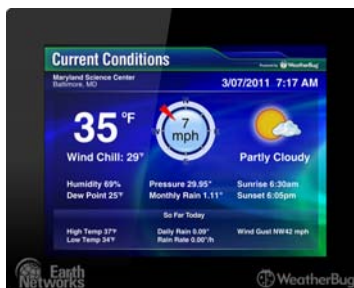 Current Conditions
Powered by WeatherBug
Maryland Science Center
Baltimore, MD
3/07/2011 7:17 AM
35 °F
7
mph
Wind Chill: 29°
Partly Cloudy
Humidity 69% Pressure 29.95" Sunrise 6:30am
Dew Point 25° Monthly Rain 1.11" Sunset 6:05pm
So Far Today
High Temp 37° Daily Rain 0.09" Wind Gust NW42 mph
Low Temp 34° Rain Rate 0.00"/h
Earth
Networks
WeatherBug